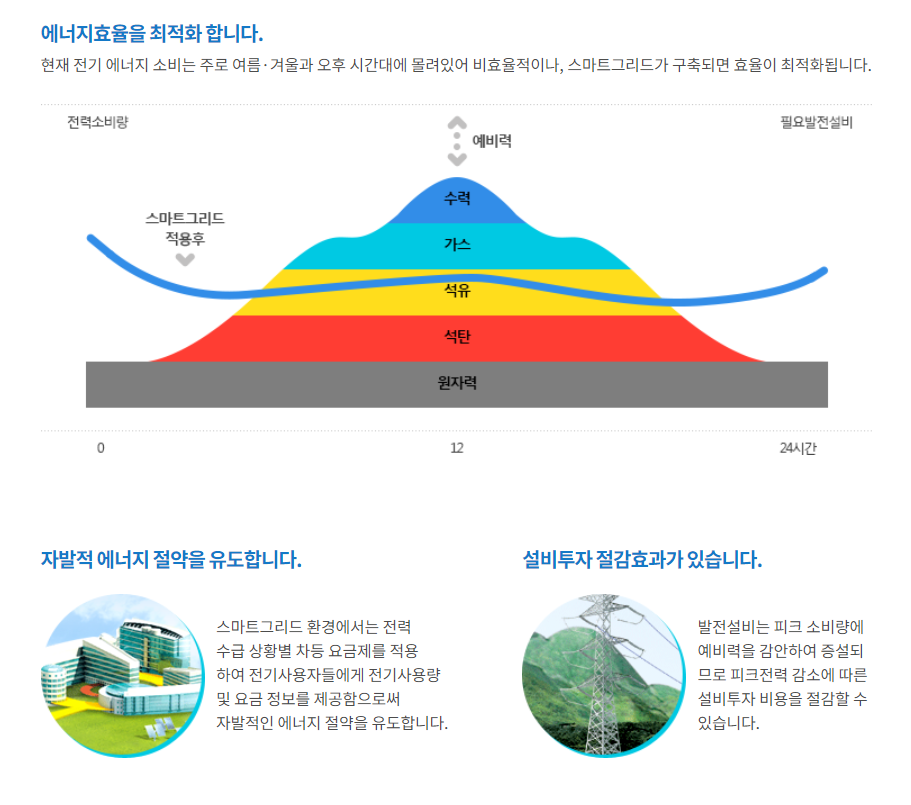 에너지효율을 최적화 합니다.
현재 전기 에너지 소비는 주로 여름·겨울과 오후 시간대에 몰려있어 비효율적이나, 스마트그리드가 구축되면 효율이 최적화됩니다.
전력소비량
필요발전설비
예비력
수력
스마트그리드
적용후
가스
석유
석탄
원자력
0
12
24시간
자발적 에너지 절약을 유도합니다.
스마트그리드 환경에서는 전력
수급 상황별 차등 요금제를 적용
하여 전기사용자들에게 전기사용량
및 요금 정보를 제공함으로써
자발적인 에너지 절약을 유도합니다.
설비투자 절감효과가 있습니다.
발전설비는 피크 소비량에
예비력을 감안하여 증설되
므로 피크전력 감소에 따른
설비투자 비용을 절감할 수
있습니다.